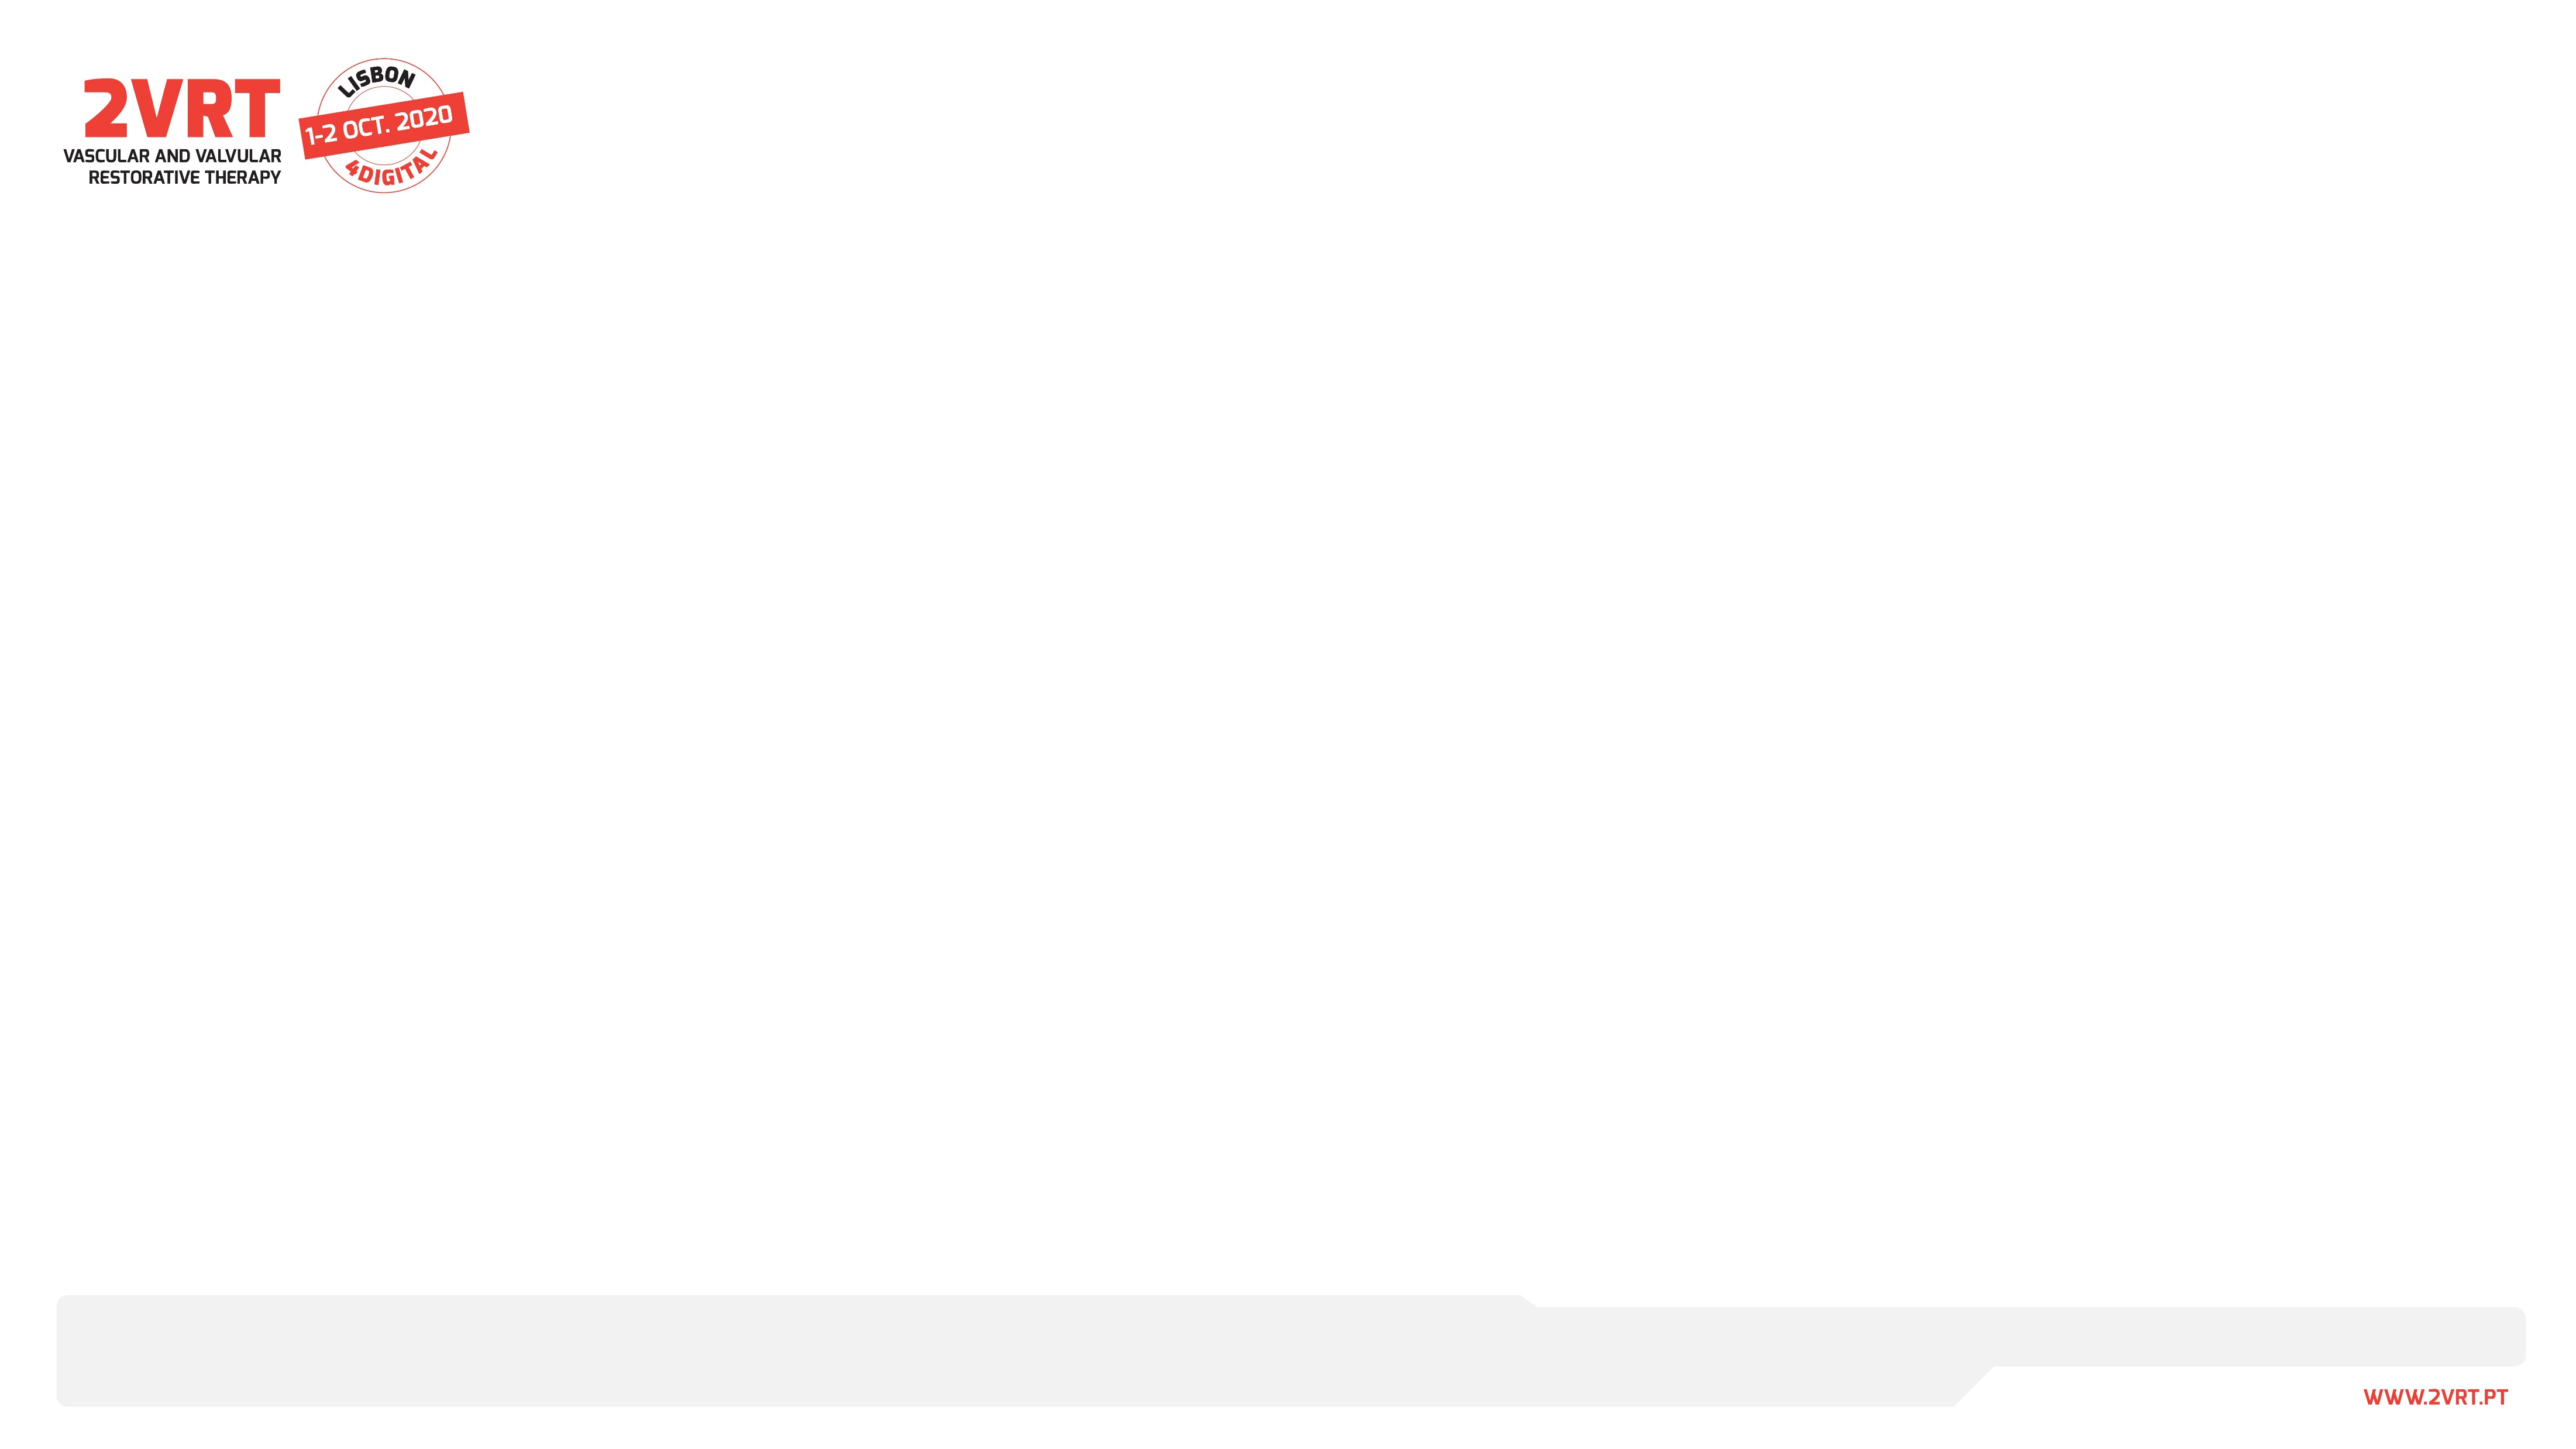 2VRT
VASCULAR AND VALVULAR
RESTORATIVE THERAPY
LISBON
1-2 OCT. 2020
4DIGITAL
WWW.2VRT.PT